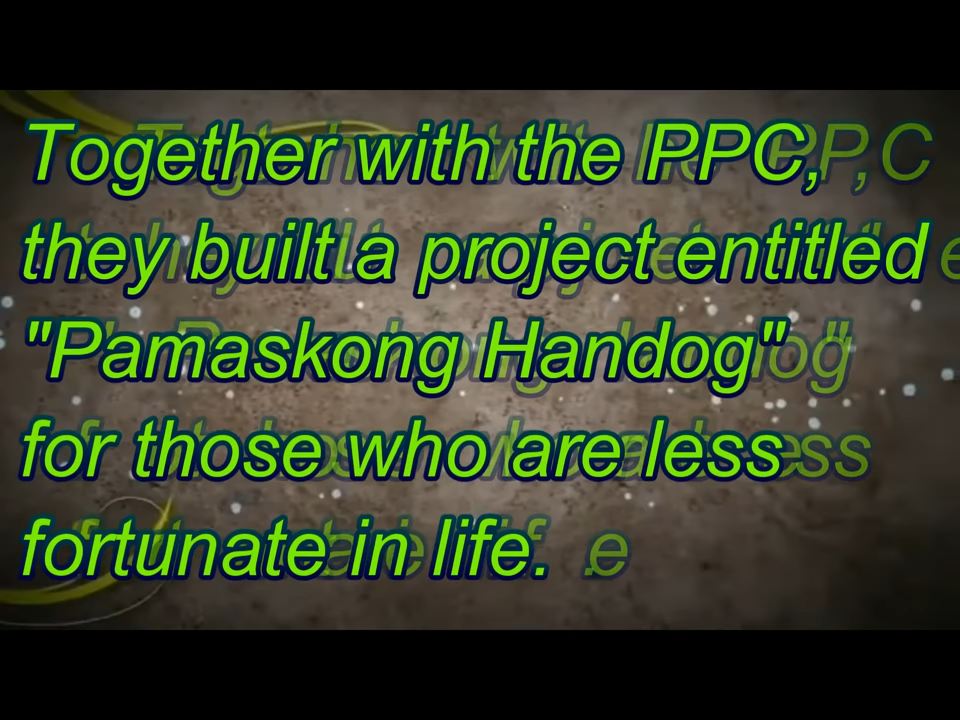 Together with the PPC,
they built a project entitled
"Pamaskong Handog"
for those who are less
fortunate in life.